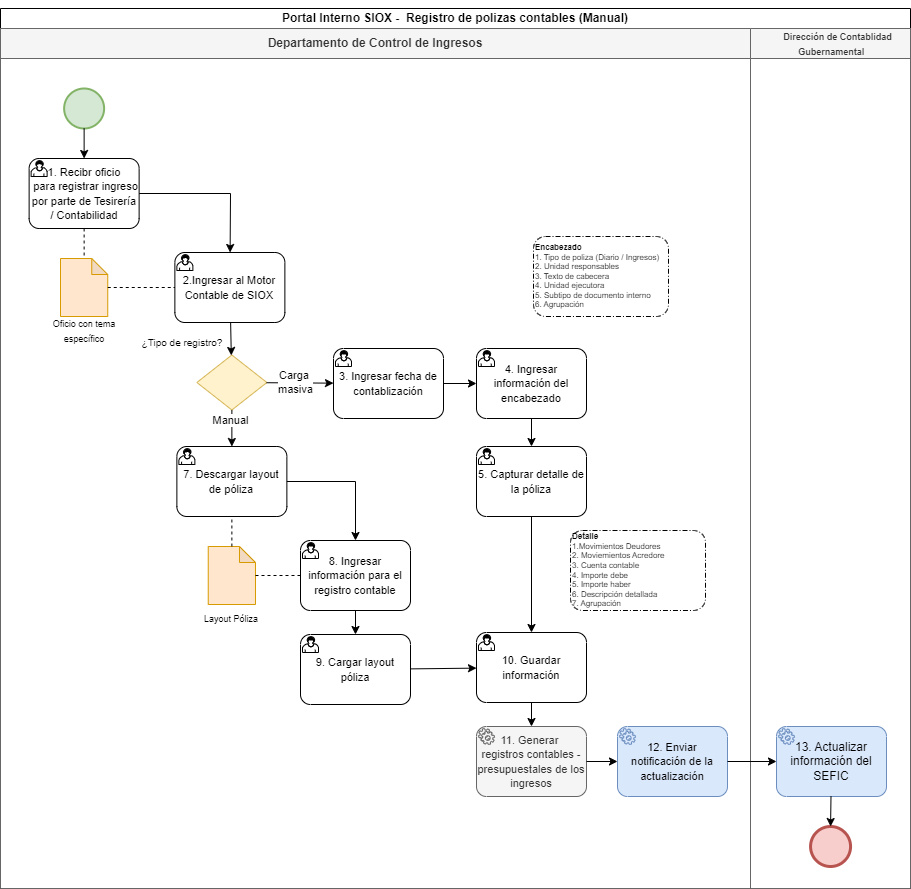 Portal Interno SIOX -  Registro de polizas contables (Manual)
Departamento de Control de Ingresos
Dirección de Contablidad
Gubernamental
1. Recibr oficio
para registrar ingreso
por parte de Tesirería
/ Contabilidad
Oficio con tema
específico
2.Ingresar al Motor
Contable de SIOX
Encabezado
1. Tipo de poliza (Diario / Ingresos)
2. Unidad responsables
3. Texto de cabecera
4. Unidad ejecutora
5. Subtipo de documento interno
6. Agrupación
¿Tipo de registro?
Carga
masiva
Manual
3. Ingresar fecha de
contablización
4. Ingresar
información del
encabezado
7. Descargar layout
de póliza
5. Capturar detalle de
la póliza
Layout Póliza
8. Ingresar
información para el
registro contable
Detalle
1.Movimientos Deudores
2. Moviemientos Acredore
3. Cuenta contable
4. Importe debe
5. Importe haber
6. Descripción detallada
7. Agrupación
9. Cargar layout
póliza
10. Guardar
información
11. Generar
registros contables -
presupuestales de los
ingresos
12. Enviar
notificación de la
actualización
13. Actualizar
información del
SEFIC